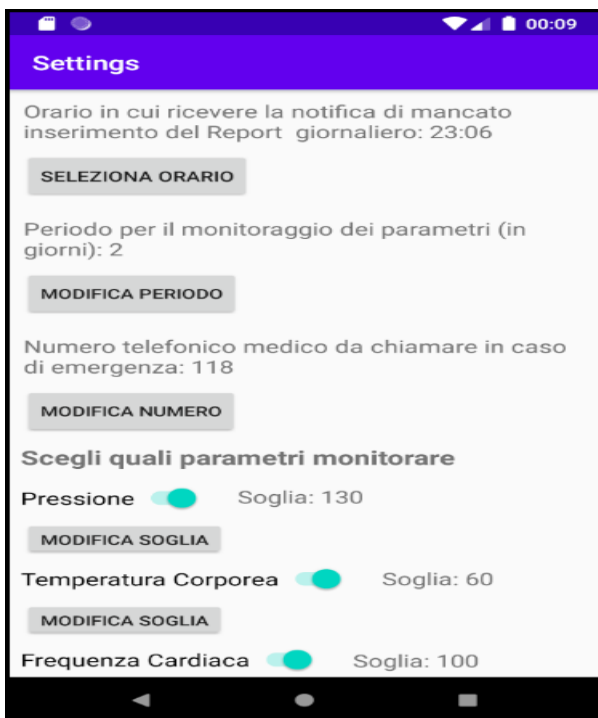 00:09
Settings
Orario in cui ricevere la notifica di mancato
inserimento del Report giornaliero: 23:06
SELEZIONA ORARIO
Periodo per il monitoraggio dei parametri (in
giorni): 2
MODIFICA PERIODO
Numero telefonico medico da chiamare in caso
di emergenza: 118
MODIFICA NUMERO
Scegli quali parametri monitorare
Pressione Soglia: 130
MODIFICA SOGLIA
Temperatura Corporea Soglia: 60
MODIFICA SOGLIA
Frequenza Cardiaca Soglia: 100